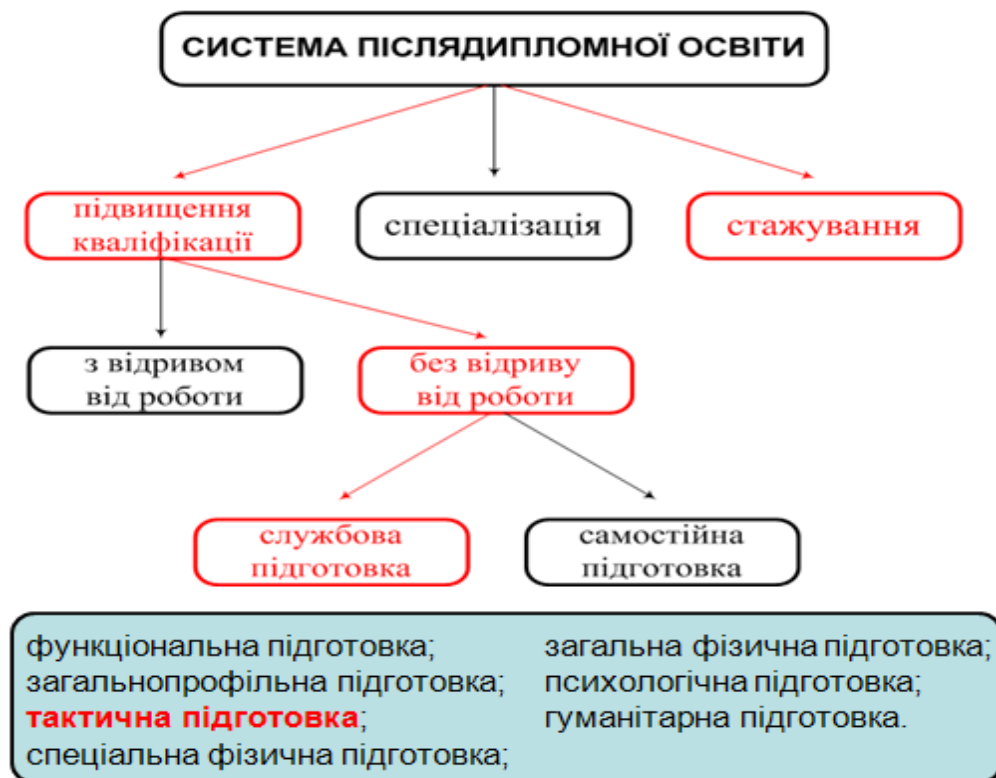 СИСТЕМА ПІСЛЯДИПЛОМНОЇ ОСВІТИ
підвищення
кваліфікації
спеціалізація
стажування
з відривом
від роботи
без відриву
від роботи
службова
підготовка
самостійна
підготовка
функціональна підготовка;
загальнопрофільна підготовка;
тактична підготовка;
спеціальна фізична підготовка;
загальна фізична підготовка;
психологічна підготовка;
гуманітарна підготовка.